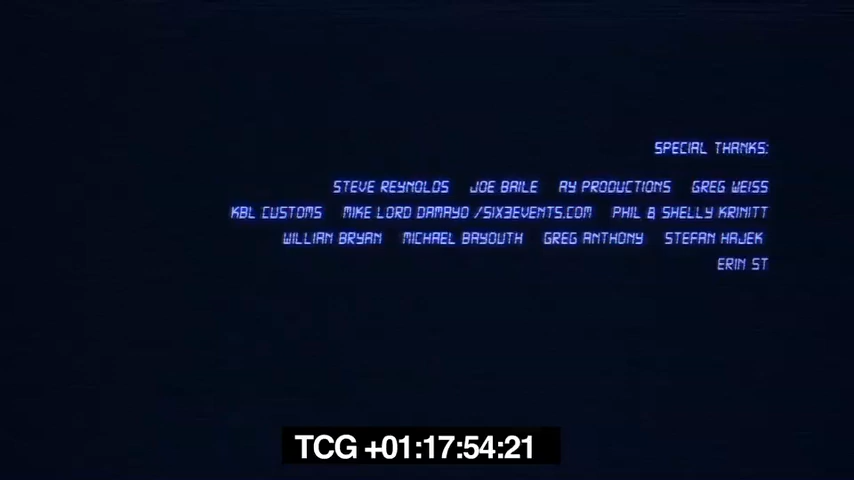 SPECIAL THANKS:
STEVE REYNOLDS JOE BAILE AY PRODUCTIONS GREG WEISS
KBL CUSTOMS MIKE LORD DAMAYO /SIX3EVENTS.COM PHIL & SHELLY KRINITT
WILLIAN BRYAN MICHAEL BAYOUTH GREG ANTHONY STEFAN HAJEK
ERIN ST
TCG +01:17:54:21